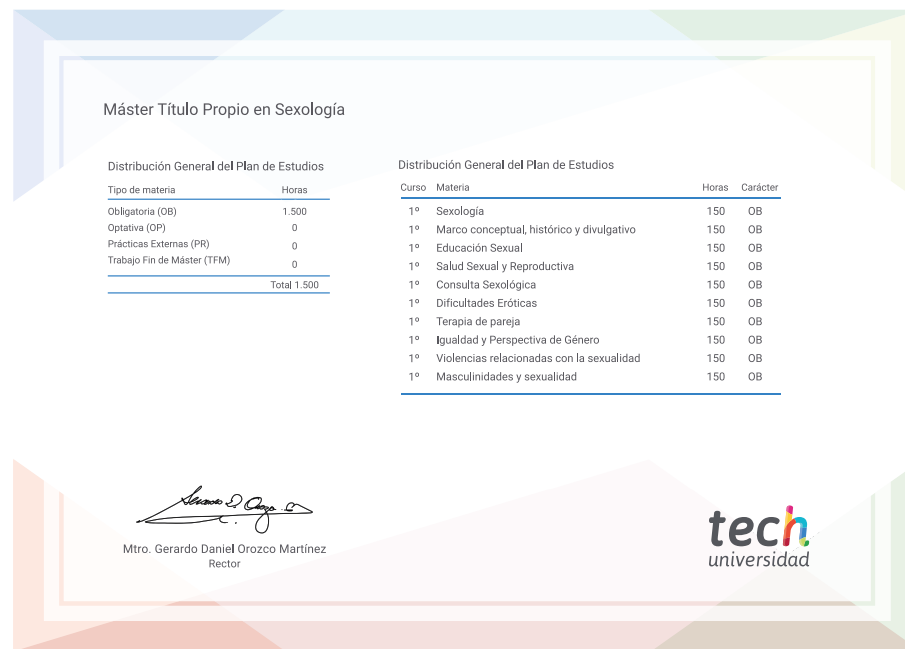 Máster Título Propio en Sexología
Distribución General del Plan de Estudios
Tipo de materia Horas
Obligatoria (OB) 1.500
Optativa (OP) 0
Prácticas Externas (PR) 0
Trabajo Fin de Máster (TFM) 0
Total 1.500
Distribución General del Plan de Estudios
Curso Materia Horas Carácter
1º Sexología 150 OB
1º Marco conceptual, histórico y divulgativo 150 OB
1º Educación Sexual 150 OB
1º Salud Sexual y Reproductiva 150 OB
1º Consulta Sexológica 150 OB
1º Dificultades Eróticas 150 OB
1º Terapia de pareja 150 OB
1º Igualdad y Perspectiva de Género 150 OB
1º Violencias relacionadas con la sexualidad 150 OB
1º Masculinidades y sexualidad 150 OB
Mtro. Gerardo Daniel Orozco Martínez
Rector
tech
universidad